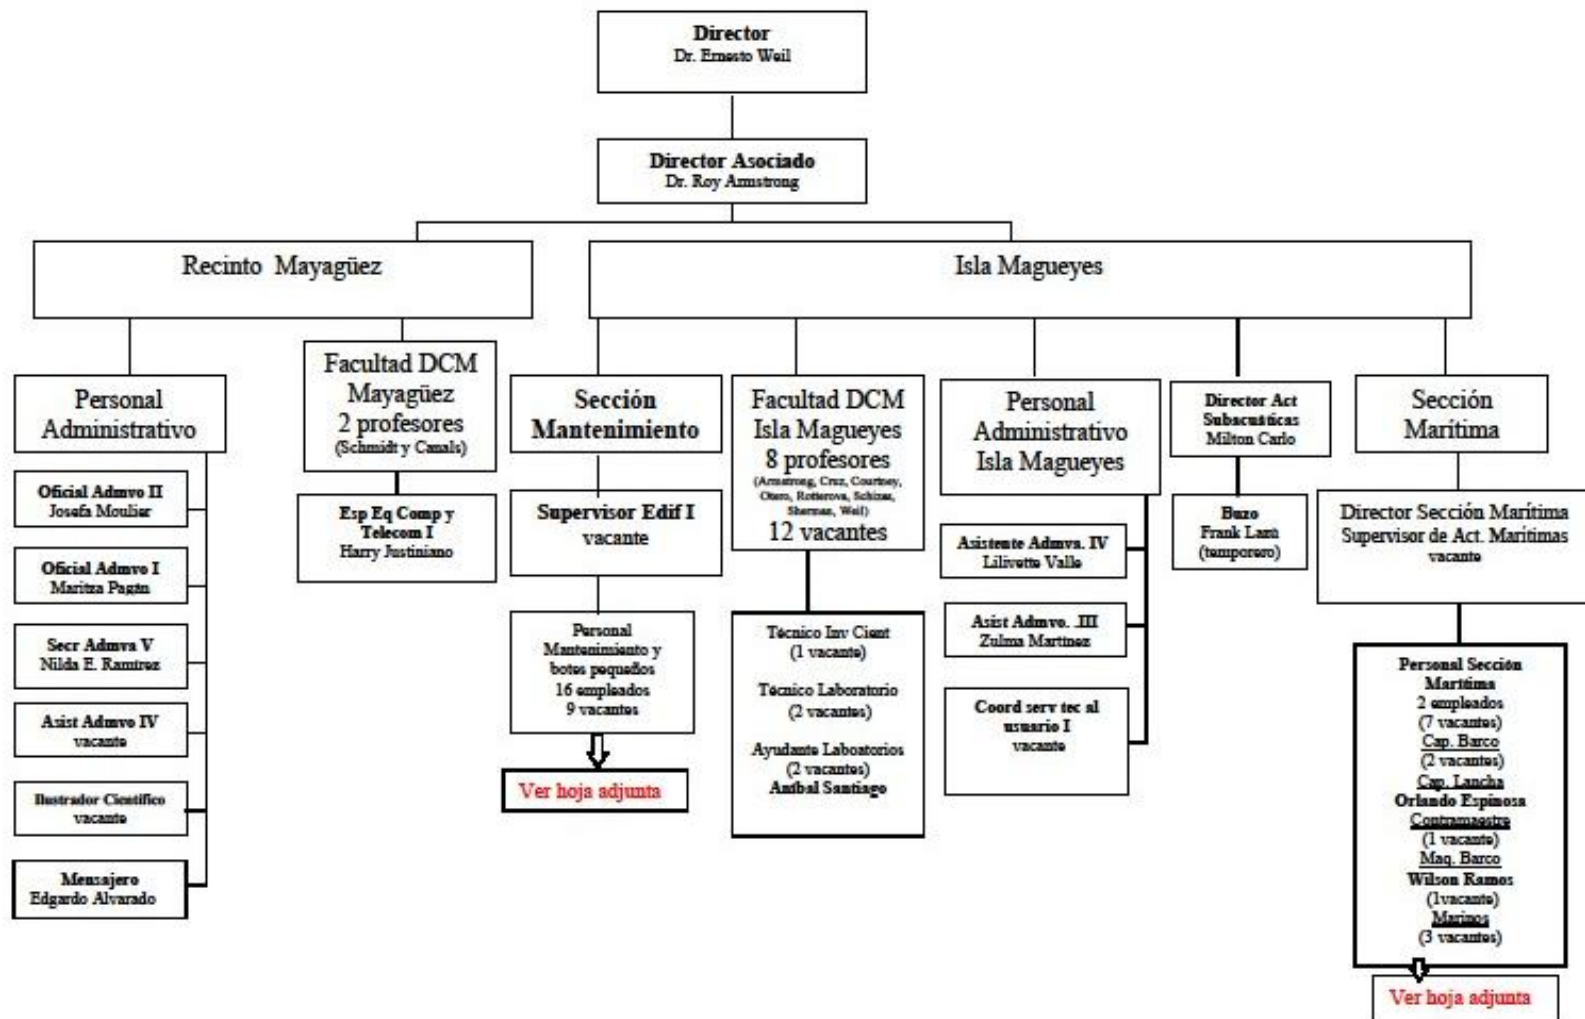 Director
Dr. Ernesto Weil
Director Asociado
Dr. Roy Armstrong
Recinto Mayagüez
Isla Magueyes
Personal
Administrativo
Oficial Admvo II
Josefa Moulier
Oficial Admvo I
Maritza Pagán
Secr Admva V
Nilda E. Ramírez
Asist Admvo IV
vacante
Ilustrador Científico
vacante
Mensajero
Edgardo Alvarado
Facultad DCM
Mayagüez
2 profesores
(Schmidt y Canals)
Esp Eq Comp y
Telecom I
Harry Justiniano
Sección
Mantenimiento
Supervisor Edif I
vacante
Personal
Mantenimiento y
botes pequeños
16 empleados
9 vacantes
Ver hoja adjunta
Facultad DCM
Isla Magueyes
8 profesores
(Armstrong, Cruz, Courtney,
Otero, Rotterova, Schizas,
Sherman, Weil)
12 vacantes
Técnico Inv Cient
(1 vacante)
Técnico Laboratorio
(2 vacantes)
Ayudante Laboatorios
(2 vacantes)
Aníbal Santiago
Personal
Administrativo
Isla Magueyes
Asistente Admva. IV
Lilivette Valle
Asist Admvo. .III
Zulma Martínez
Coord serv tec al
usuario I
vacante
Director Act
Subacuáticas
Milton Carlo
Buzo
Frank
(temporero)
Sección
Marítima
Director Sección Marítima
Supervisor de Act. Marítimas
vacante
Personal Sección
Marítima
2 empleados
(7 vacantes)
Cap. Barco
(2 vacantes)
Cap. Lancha
Orlando Espinosa
Contramaestre
(1 vacante)
Maq. Barco
Wilson Ramos
(1vacante)
Marinos
(3 vacantes)
Ver hoja adjunta